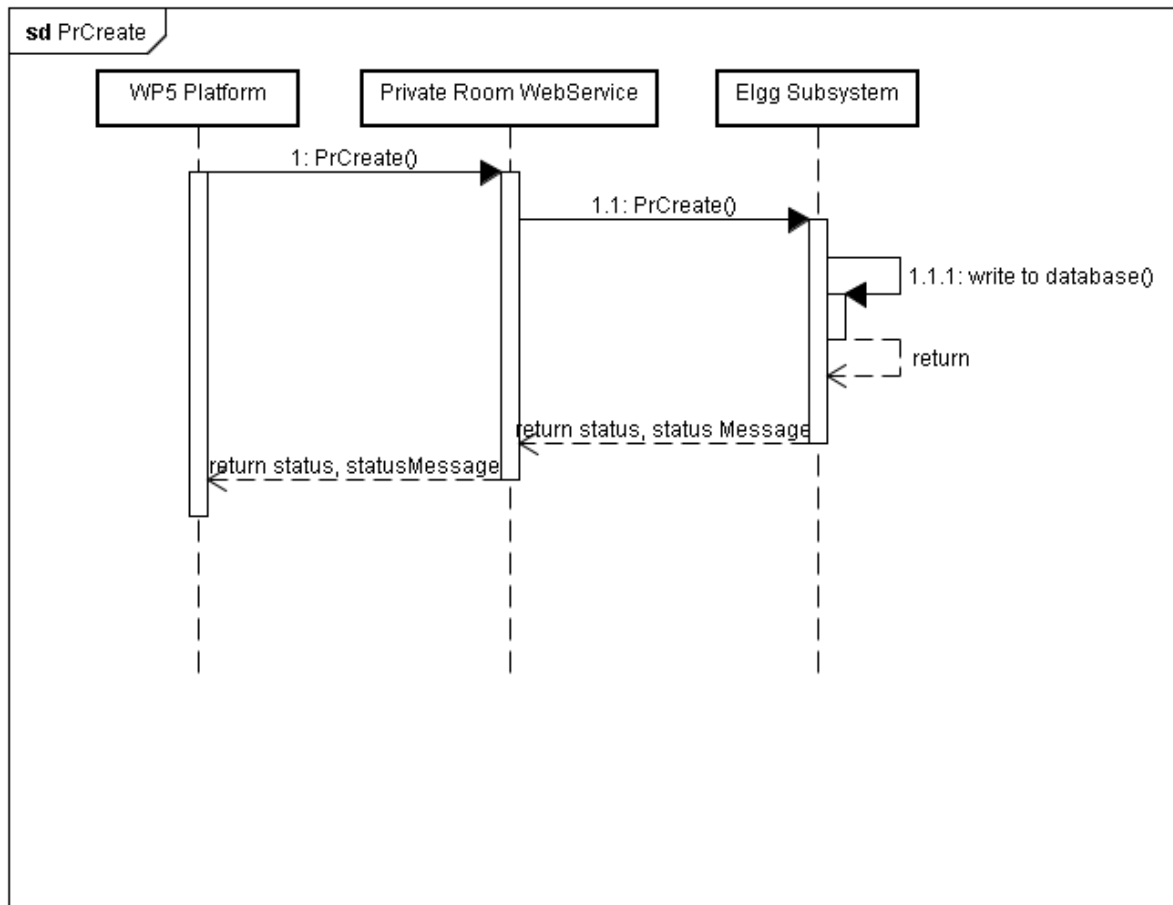 sd PrCreate
WP5 Platform
Private Room WebService
Elgg Subsystem
1: PrCreate()
1.1: PrCreate()
1.1.1: write to database()
return
return status, status Message
return status, statusMessage